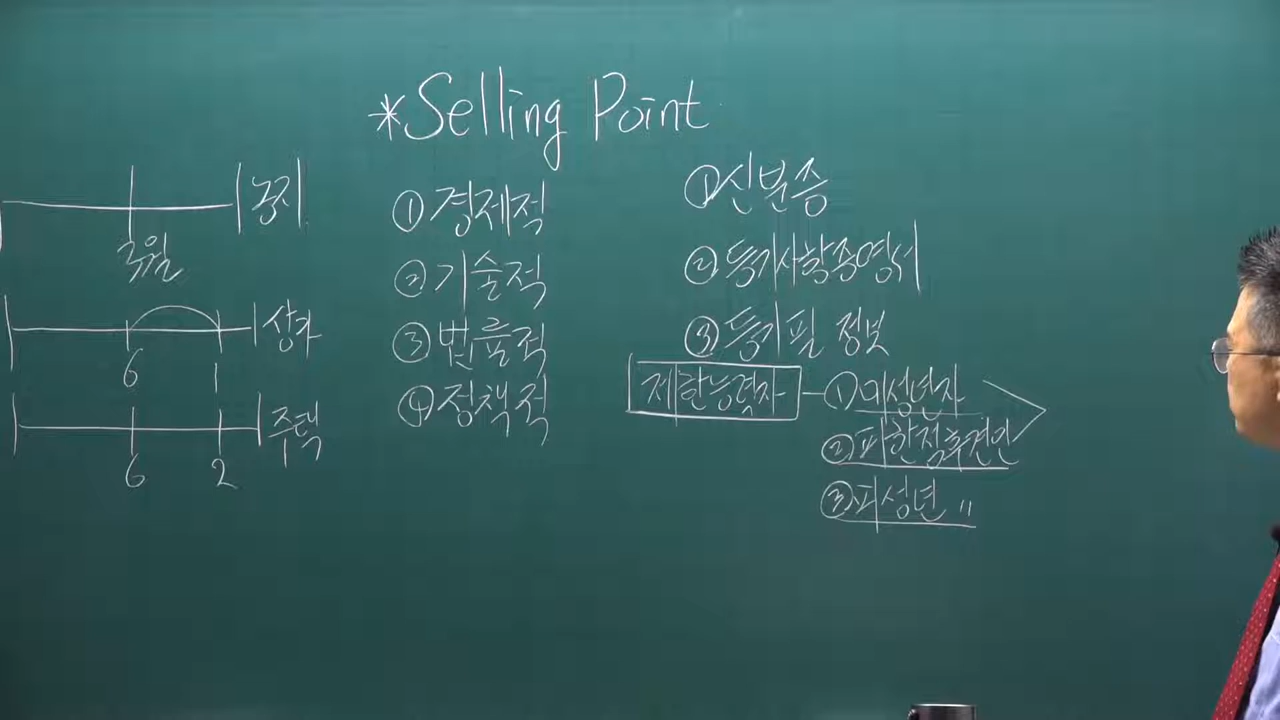 *Selling Point
농지
3월
상가
6 1
주택
6 2
①경제적
②기술적
③법률적
④정책적
①신분증
②등기사항증명서
③등기필 정보
제한능력자 ①미성년자
②피한정후견인
③피성년 〃